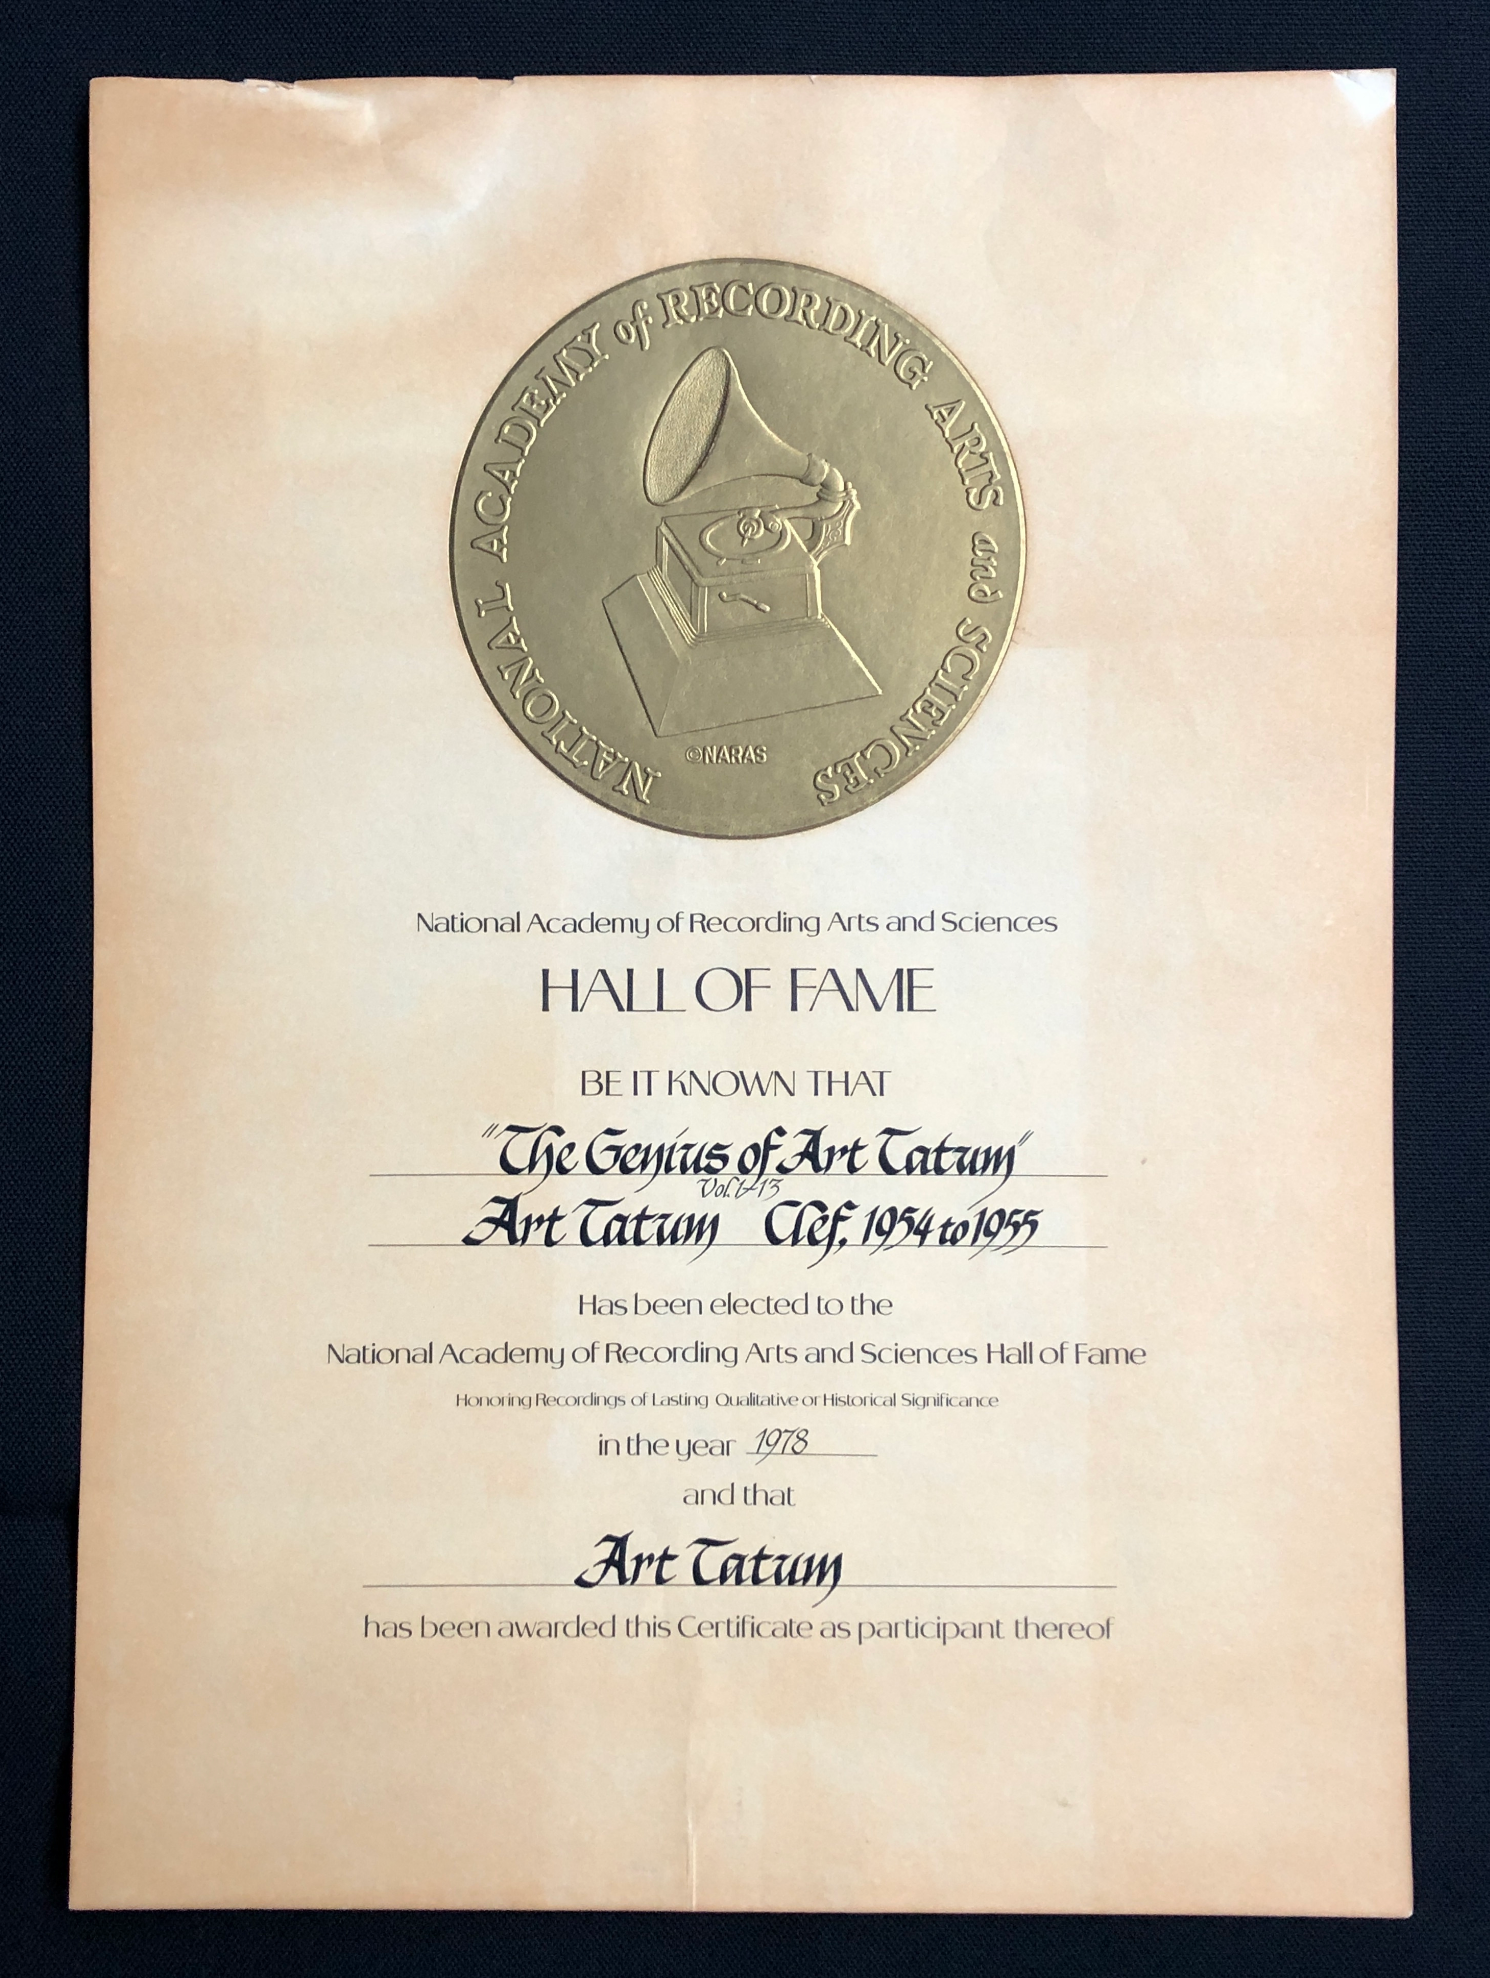 NATIONAL ACADEMY of RECORDING ARTS and SCIENCES
©NARAS
National Academy of Recording Arts and Sciences
HALL OF FAME
BE IT KNOWN THAT
"The Genius of Art Tatum"
Vol. 1-13
Art Tatum Clef, 1954 to 1955
Has been elected to the
National Academy of Recording Arts and Sciences Hall of Fame
Honoring Recordings of Lasting Qualitative or Historical Significance
in the year 1978
and that
Art Tatum
has been awarded this Certificate as participant thereof